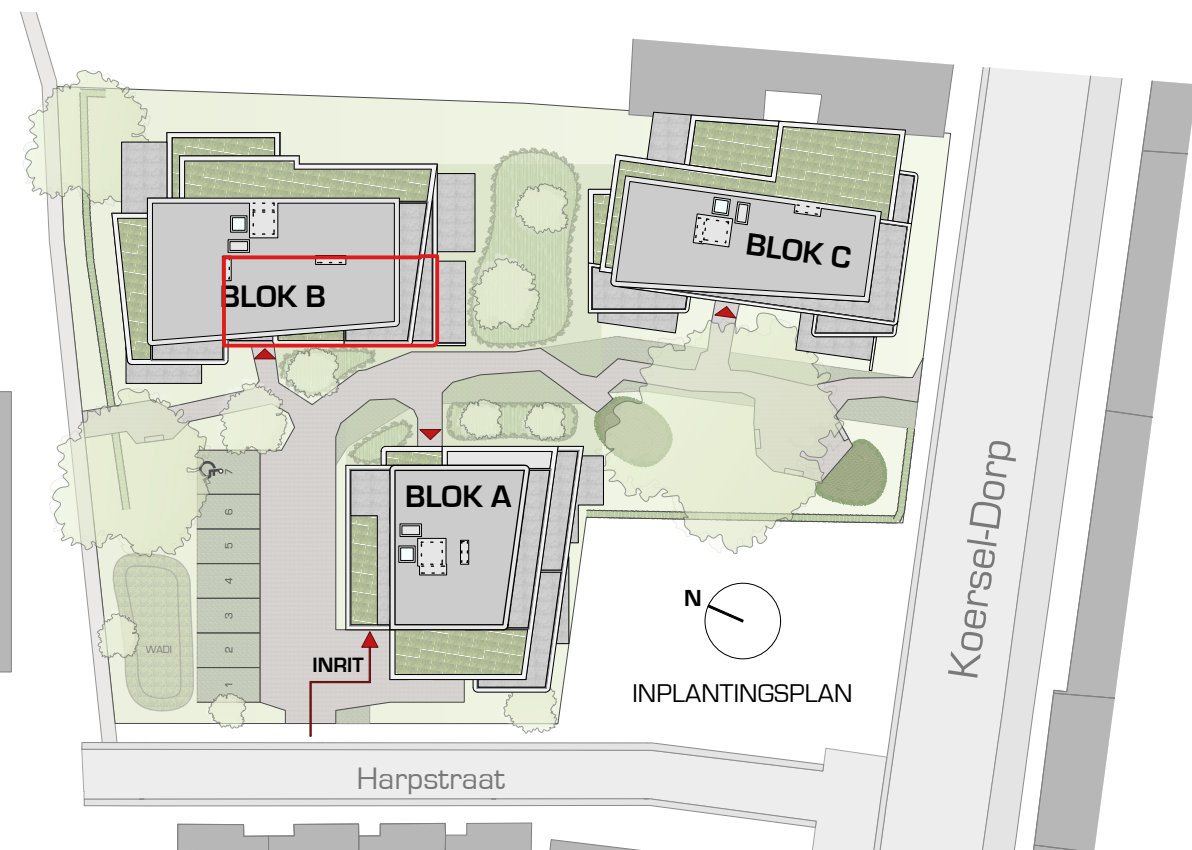 BLOK C
BLOK B
BLOK A
7
6
5
4
3
2
1
WADI
INRIT
N
INPLANTINGSPLAN
Koersel-Dorp
Harpstraat